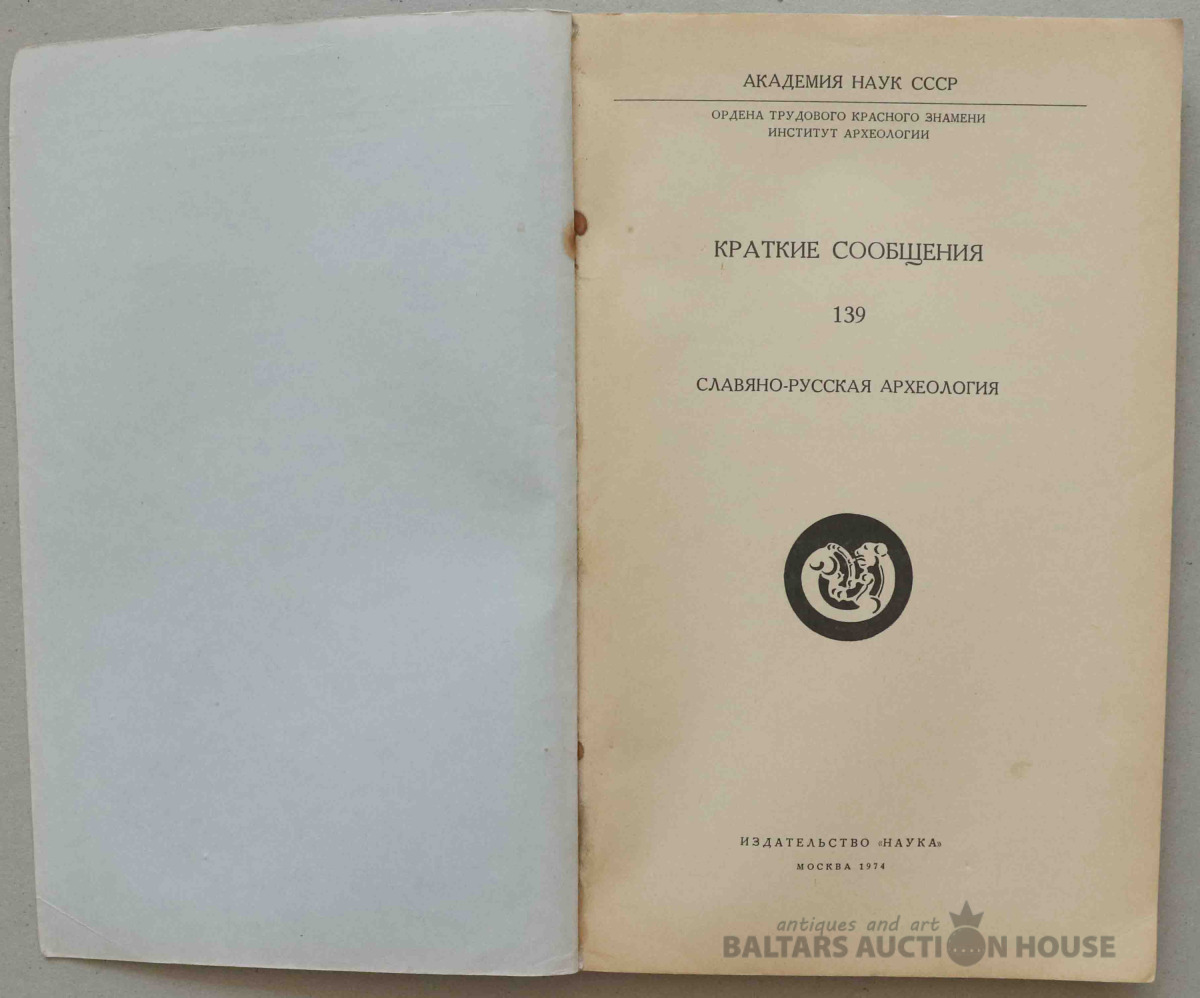 АКАДЕМИЯ НАУК СССР
ОРДЕНА ТРУДОВОГО КРАСНОГО ЗНАМЕНИ
ИНСТИТУТ АРХЕОЛОГИИ
КРАТКИЕ СООБЩЕНИЯ
139
СЛАВЯНО-РУССКАЯ АРХЕОЛОГИЯ
ИЗДАТЕЛЬСТВО «НАУКА»
МОСКВА 1974
antiques and art
BALTARS AUCTION HOUSE